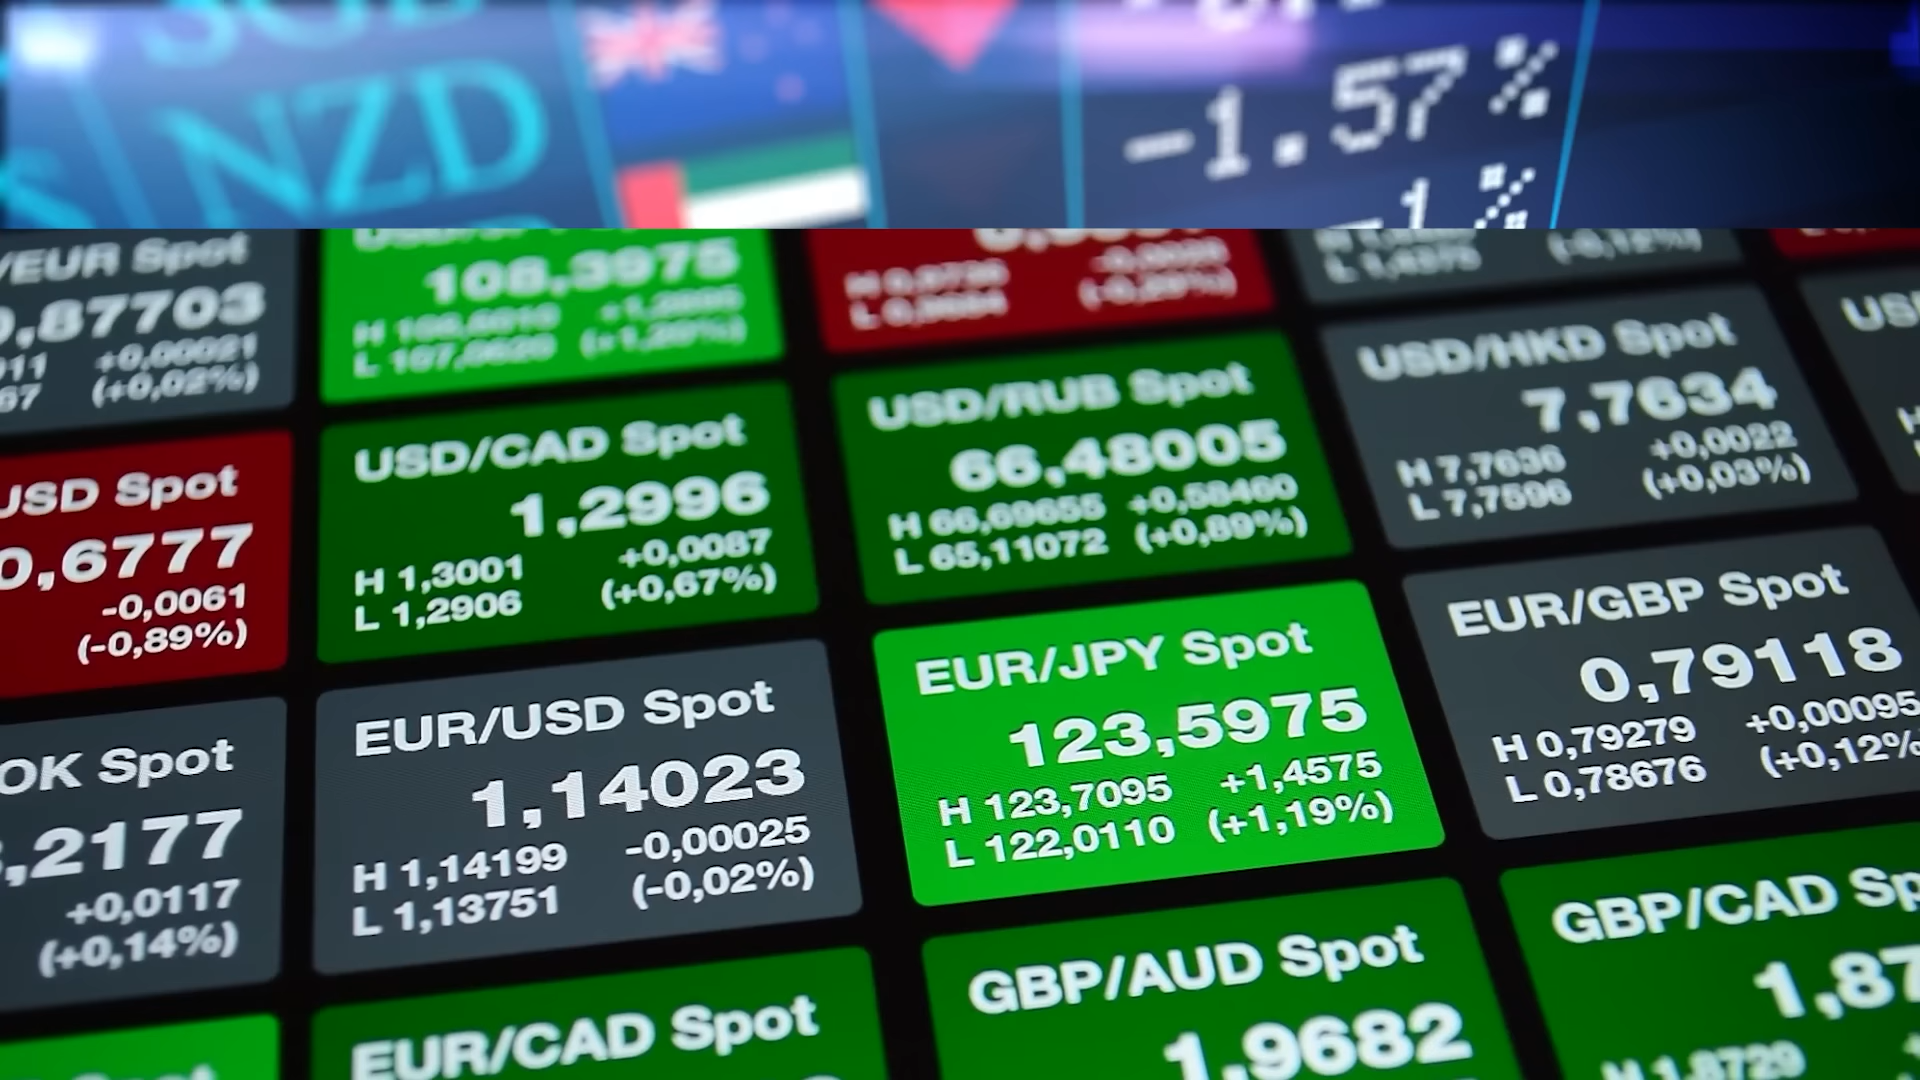 NZD
-1.57%
/EUR Spot
0,87703
+0,00021
(+0,02%)
108,3975
USD/HKD Spot
7,7634
H 7,7636 +0,0022
L 7,7596 (+0,03%)
USD/RUB Spot
66,48005
H 66,69655 +0,58460
L 65,11072 (+0,89%)
USD/CAD Spot
1,2996
H 1,3001 +0,0087
L 1,2906 (+0,67%)
USD Spot
0,6777
-0,0061
(-0,89%)
EUR/GBP Spot
0,79118
H 0,79279 +0,00095
L 0,78676 (+0,12%
EUR/JPY Spot
123,5975
H 123,7095 +1,4575
L 122,0110 (+1,19%)
EUR/USD Spot
1,14023
H 1,14199 -0,00025
L 1,13751 (-0,02%)
OK Spot
,2177
+0,0117
(+0,14%)
GBP/CAD Sp
1,87
H 1,8729
GBP/AUD Spot
1,9682
EUR/CAD Spot